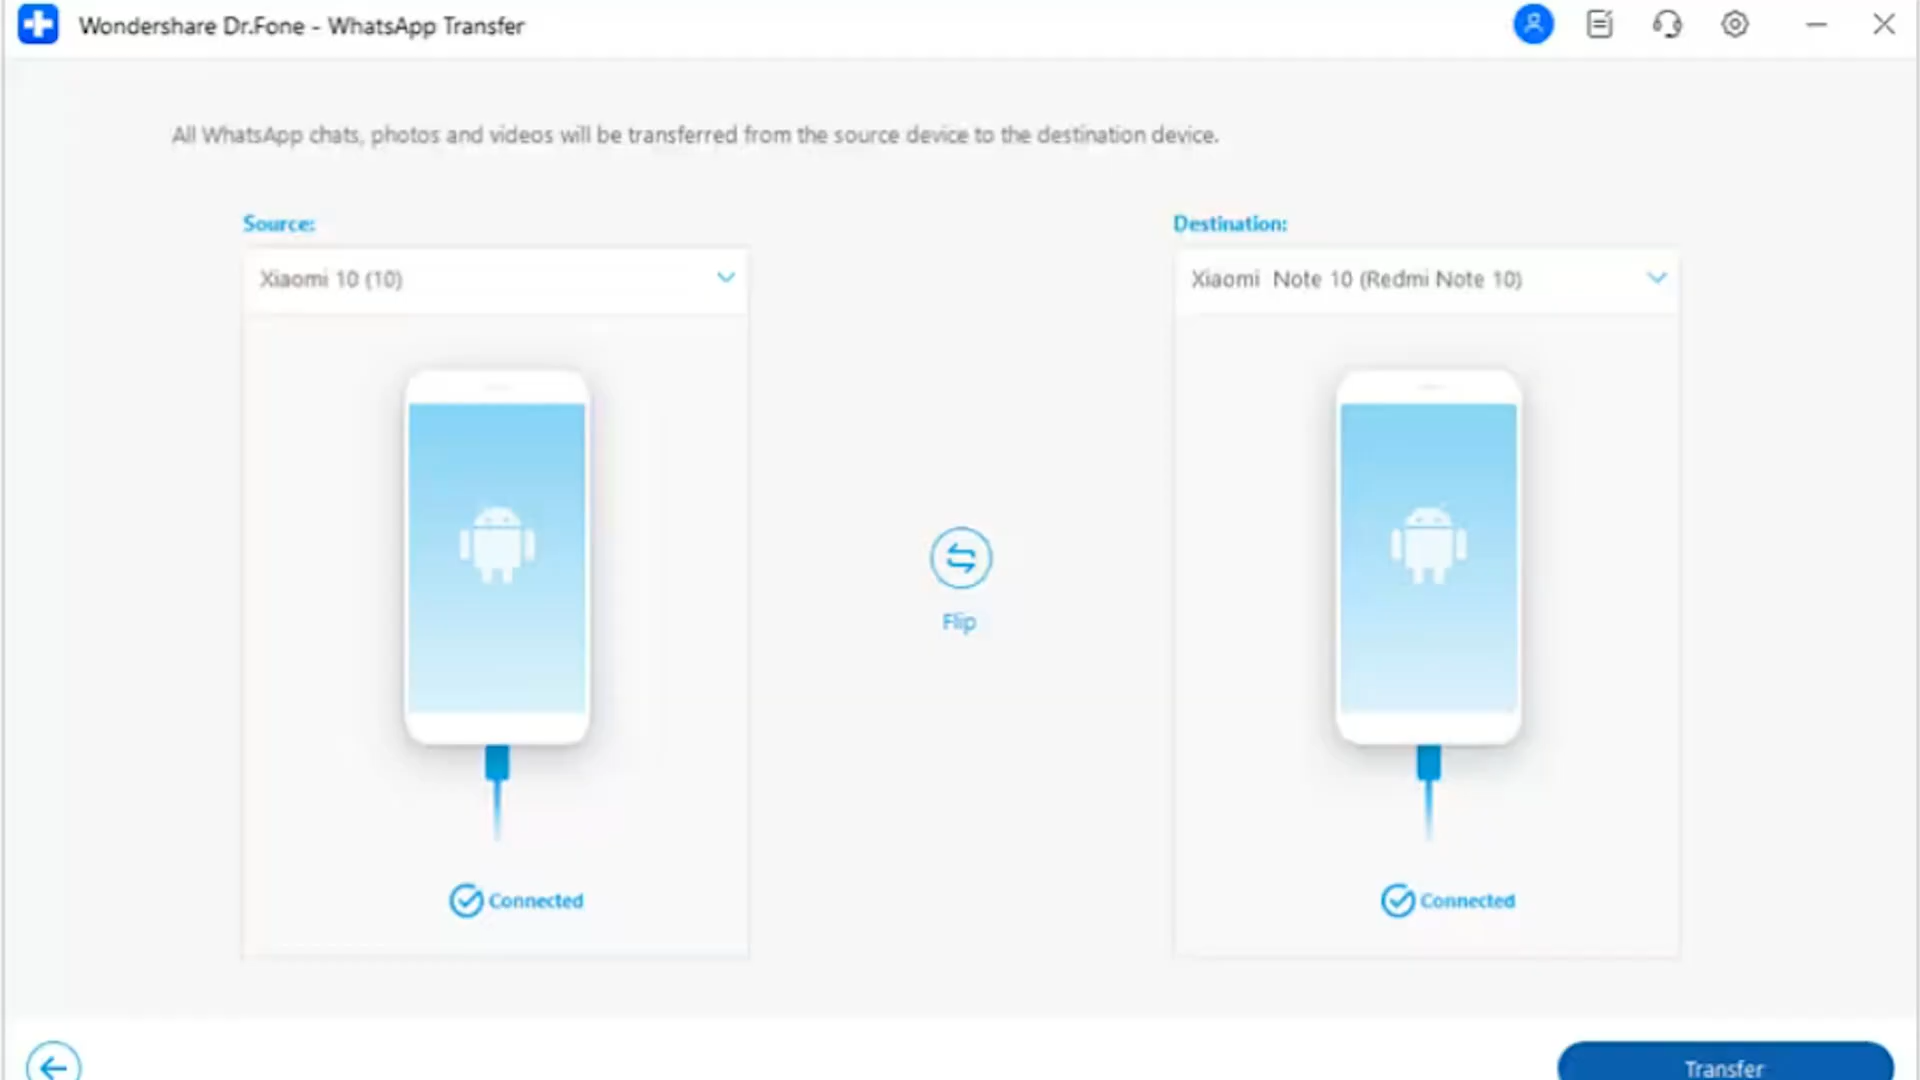 Wondershare Dr.Fone - WhatsApp Transfer
All WhatsApp chats, photos and videos will be transferred from the source device to the destination device.
Source:
Destination:
Xiaomi 10 (10)
Xiaomi  Note 10 (Redmi Note 10)
Flip
Connected
Connected
Transfer